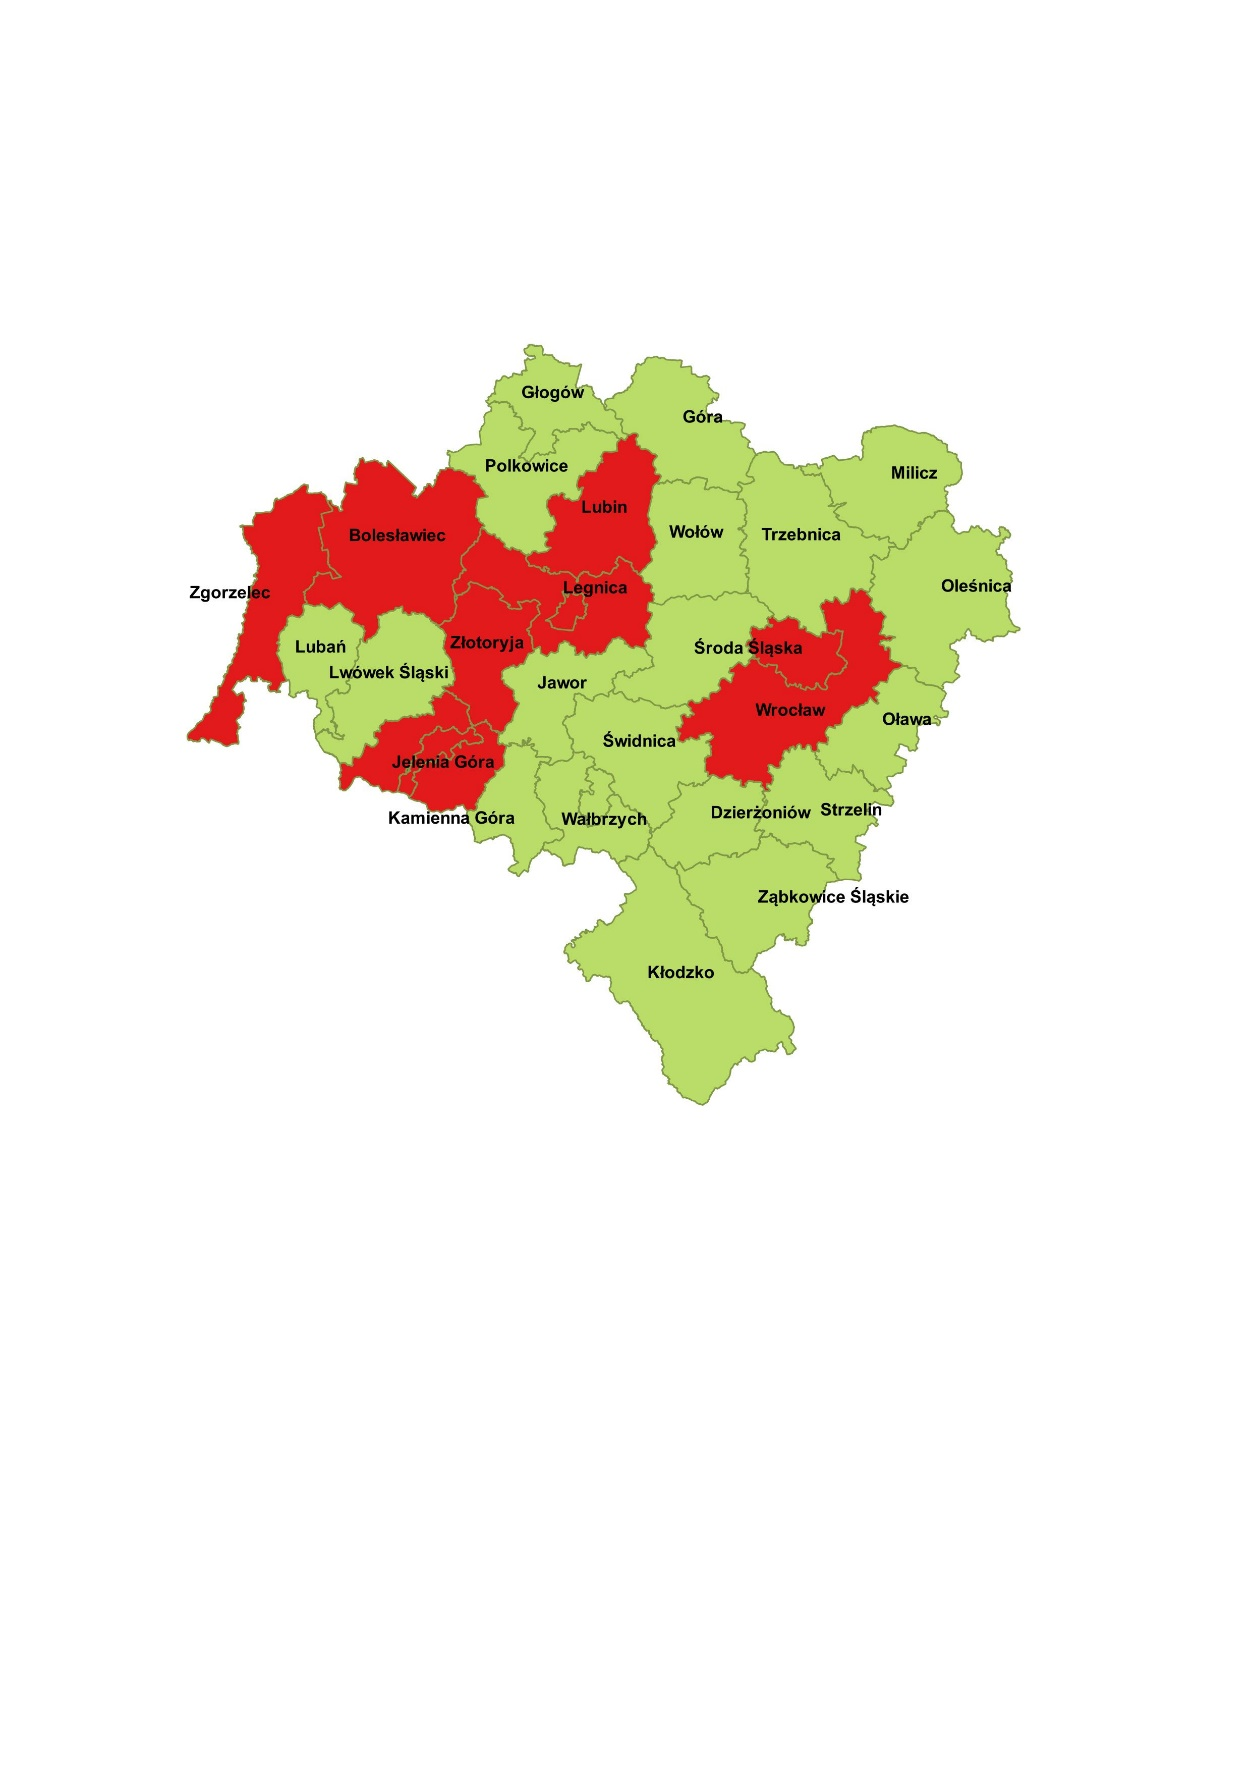 Głogów
Góra
Polkowice
Milicz
Lubin
Wołów
Trzebnica
Bolesławiec
Legnica
Oleśnica
Zgorzelec
Lubań
Złotoryja
Środa Śląska
Lwówek Śląski
Jawor
Wrocław
Oława
Świdnica
Jelenia Góra
Kamienna Góra
Wałbrzych
Dzierżoniów
Strzelin
Ząbkowice Śląskie
Kłodzko